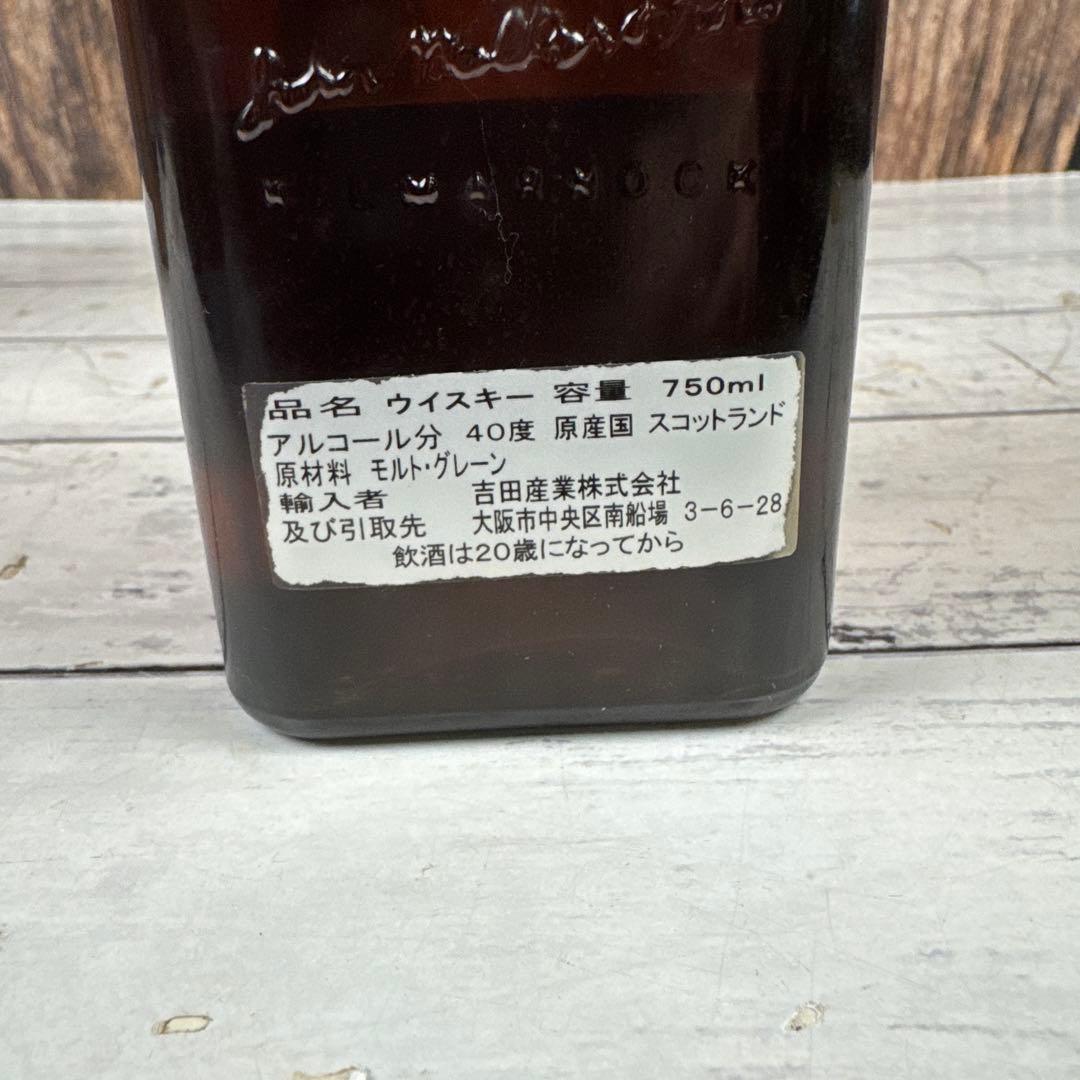 KILMARNOCK
品名 ウイスキー 容量 750ml
アルコール分 40度 原産国 スコットランド
原材料 モルト・グレーン
輸入者 吉田産業株式会社
及び引取先 大阪市中央区南船場 3-6-28
飲酒は20歳になってから